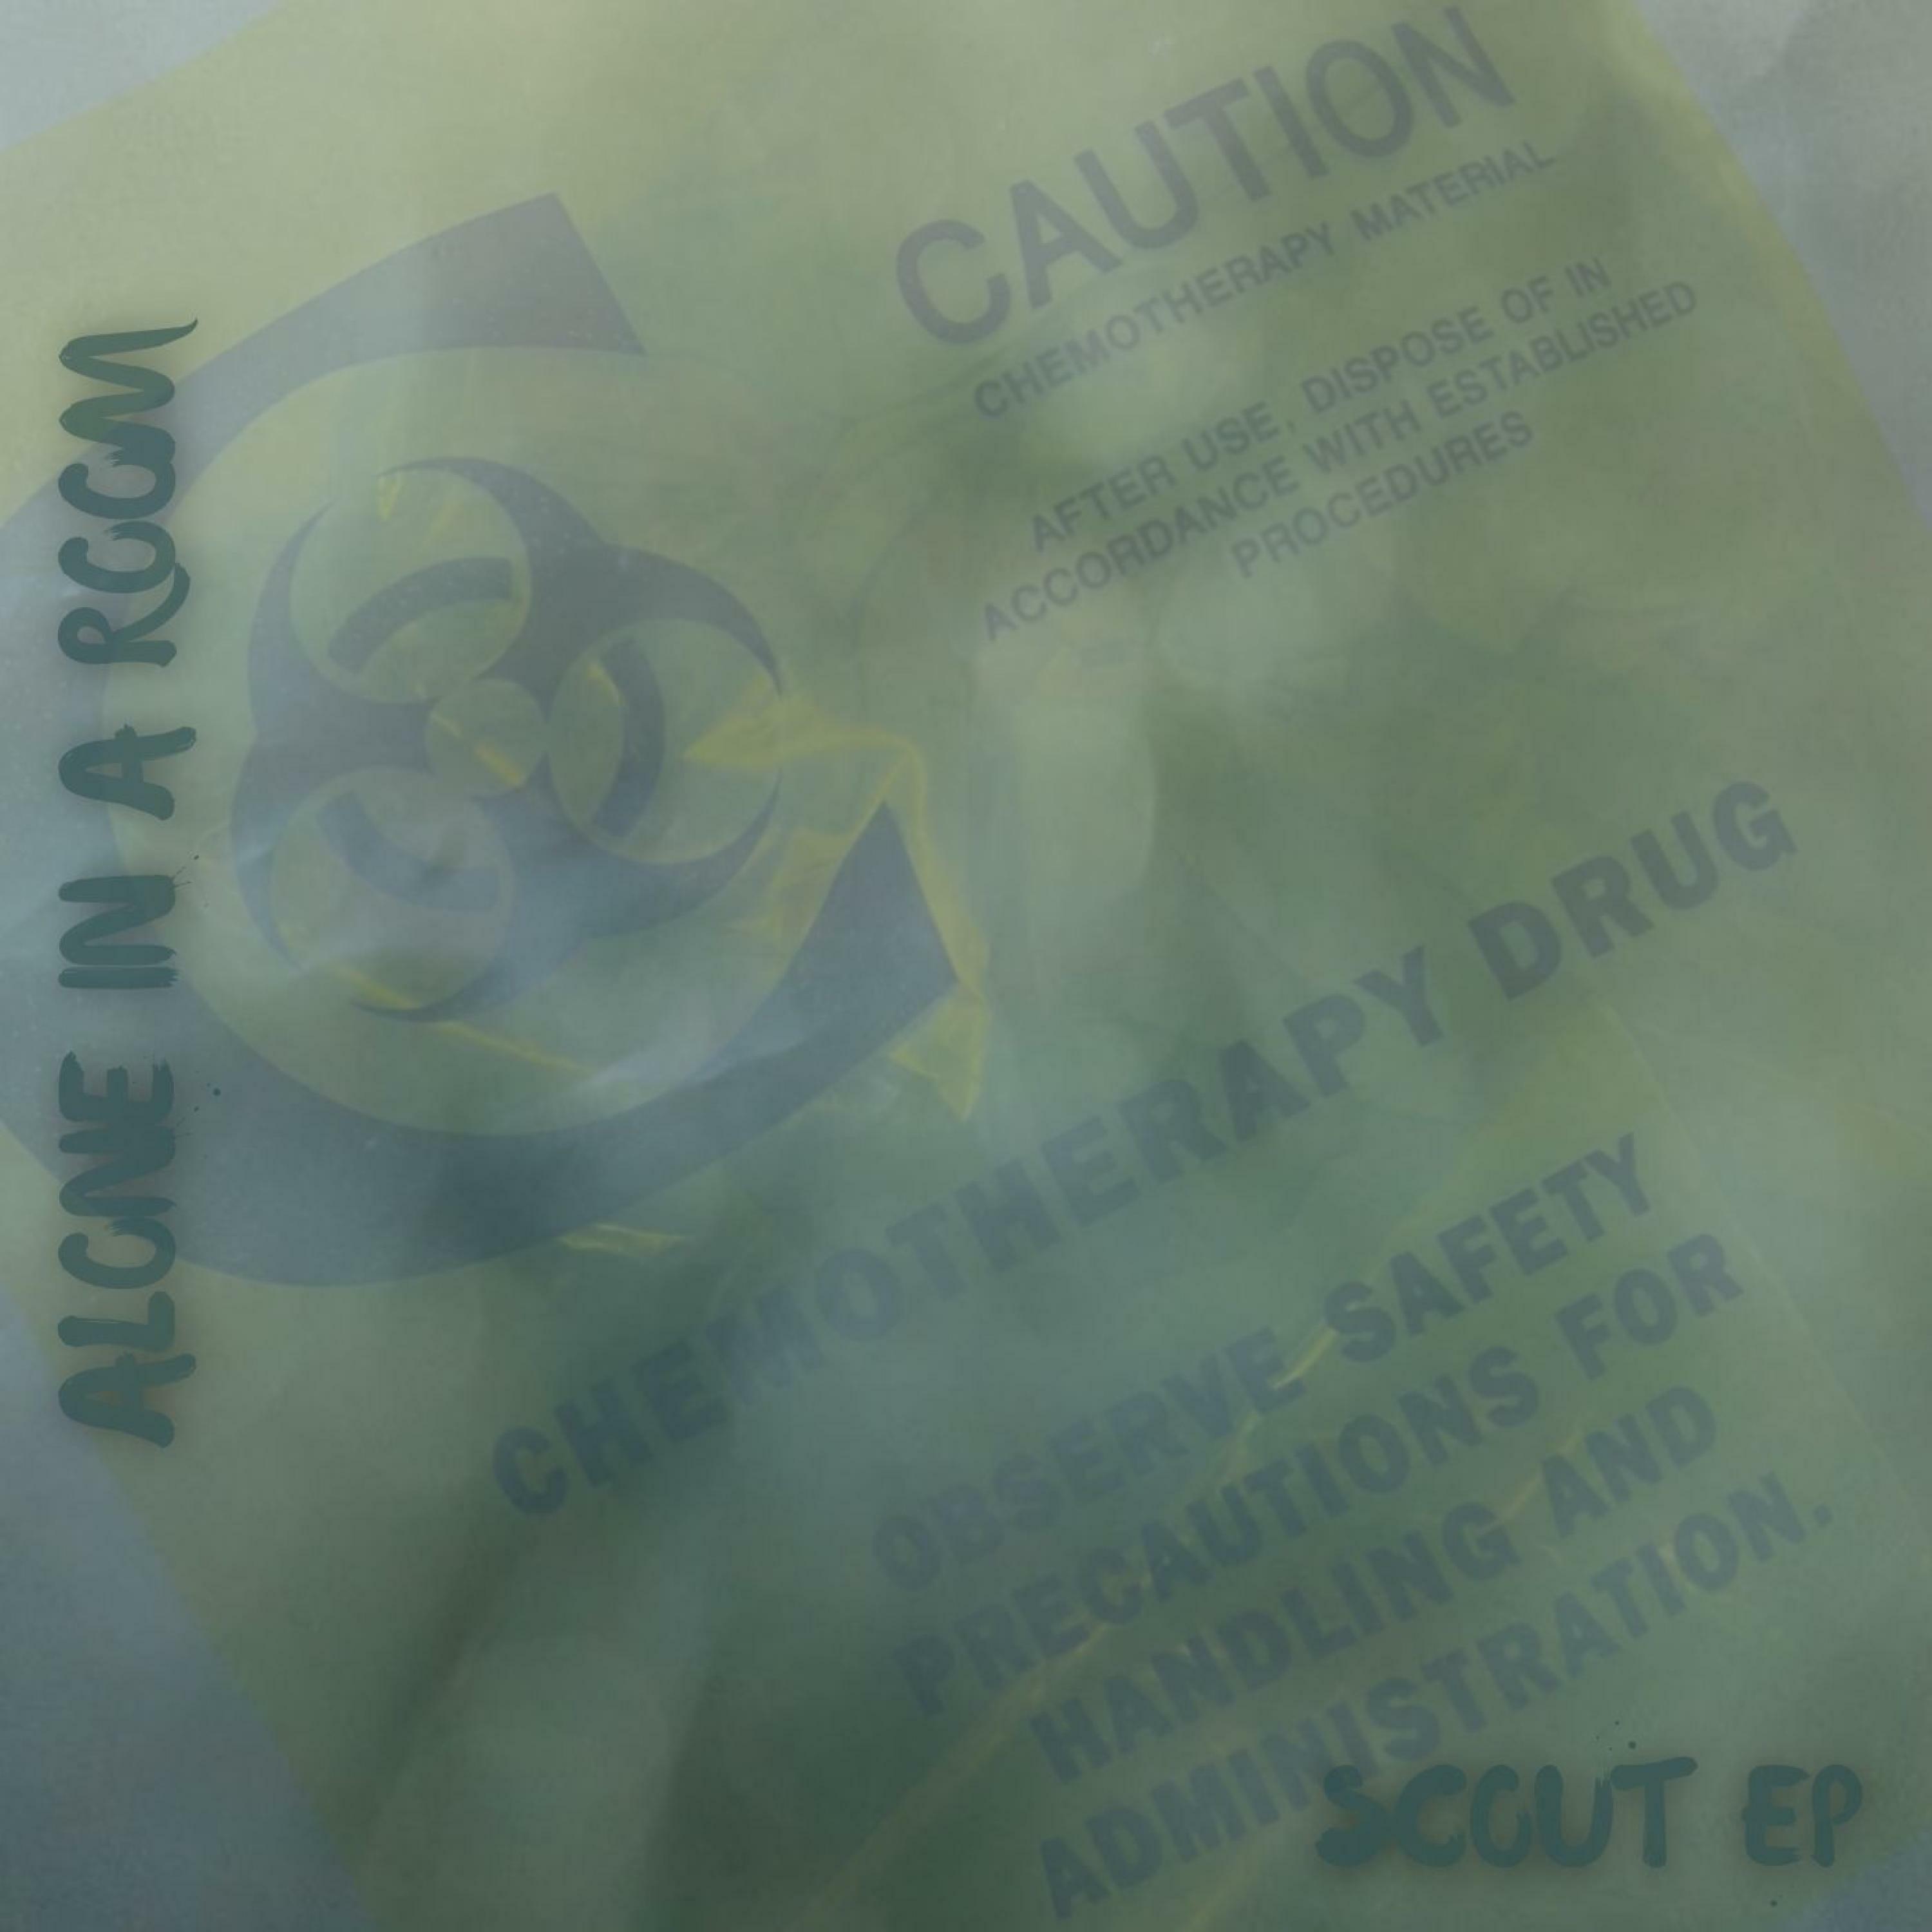 CAUTION
CHEMOTHERAPY MATERIAL
AFTER USE, DISPOSE OF IN
ACCORDANCE WITH ESTABLISHED
PROCEDURES
ALONE IN A ROOM
CHEMOTHERAPY DRUG
OBSERVE SAFETY
PRECAUTIONS FOR
HANDLING AND
ADMINISTRATION.
SCOUT EP